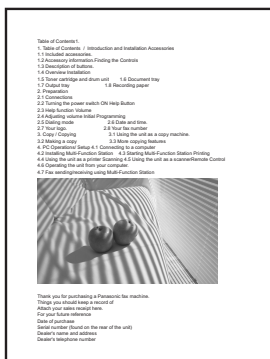 Table of Contents1.
1. Table of Contents / Introduction and Installation Accessories
1.1 Included accessories.
1.2 Accessory information.Finding the Controls
1.3 Description of buttons.
1.4 Overview Installation
1.5 Toner cartridge and drum unit 1.6 Document tray
1.7 Output tray 1.8 Recording paper
2. Preparation
2.1 Connections
2.2 Turning the power switch ON Help Button
2.3 Help function Volume
2.4 Adjusting volume Initial Programming
2.5 Dialing mode 2.6 Date and time.
2.7 Your logo. 2.8 Your fax number
3. Copy / Copying 3.1 Using the unit as a copy machine.
3.2 Making a copy 3.3 More copying features
4. PC Operations/ Setup 4.1 Connecting to a computer
4.2 Installing Multi-Function Station 4.3 Starting Multi-Function Station Printing
4.4 Using the unit as a printer Scanning 4.5 Using the unit as a scannerRemote Control
4.6 Operating the unit from your computer.
4.7 Fax sending/receiving using Multi-Function Station
Thank you for purchasing a Panasonic fax machine.
Things you should keep a record of
Attach your sales receipt here.
For your future reference
Date of purchase
Serial number (found on the rear of the unit)
Dealer's name and address
Dealer's telephone number